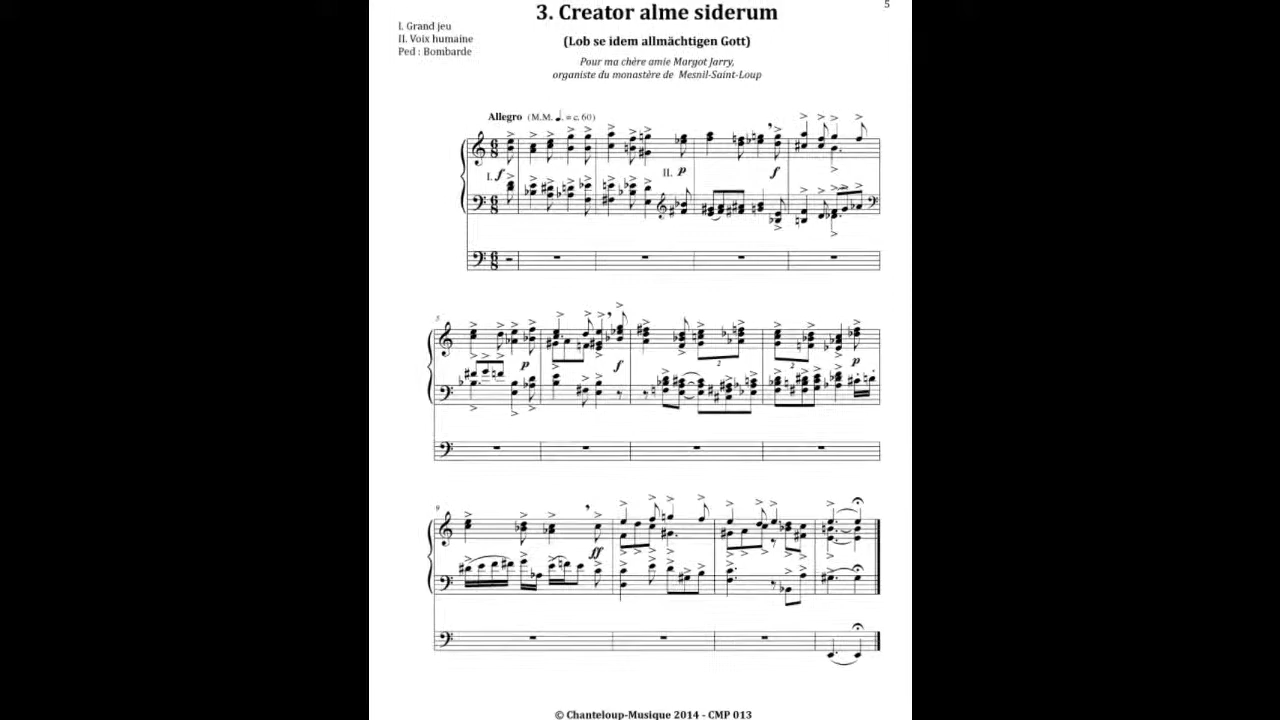 5
3. Creator alme siderum
I. Grand jeu
II. Voix humaine
Ped : Bombarde
(Lob se idem allmächtigen Gott)
Pour ma chère amie Margot Jarry,
organiste du monastère de Mesnil-Saint-Loup
Allegro (M.M. ♩. = c. 60)
I. f II. p f
5
p f p
2 2
9
ff
© Chanteloup-Musique 2014 - CMP 013